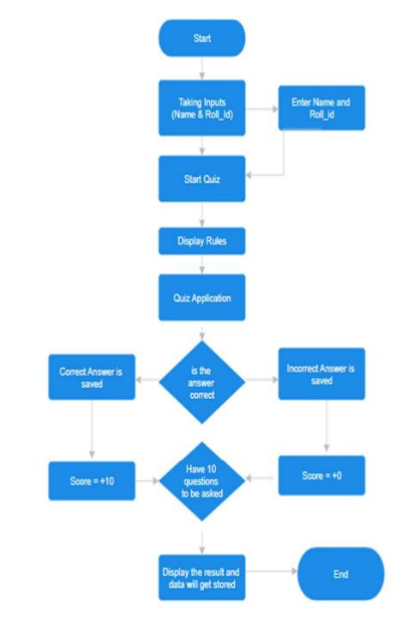 Start
Taking Inputs
(Name & Roll_Id)
Enter Name and
Roll_id
Start Quiz
Display Rules
Quiz Application
is the
answer
correct
Correct Answer is
saved
Incorrect Answer is
saved
Score = +10
Have 10
questions
to be asked
Score = +0
Display the result and
data will get stored
End